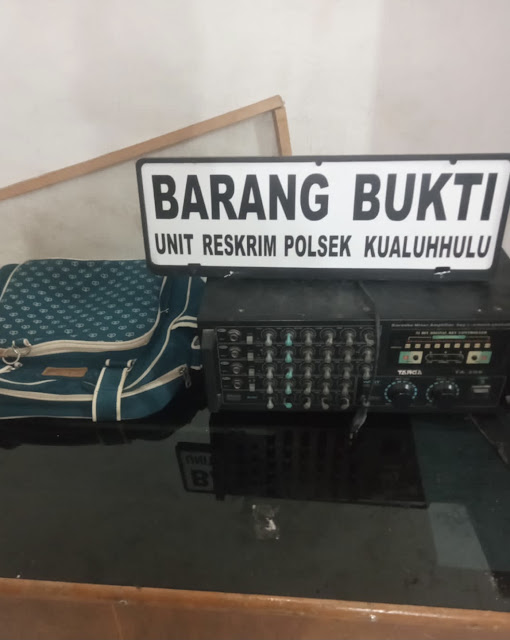 BARANG BUKTI
UNIT RESKRIM POLSEK KUALUHHULU